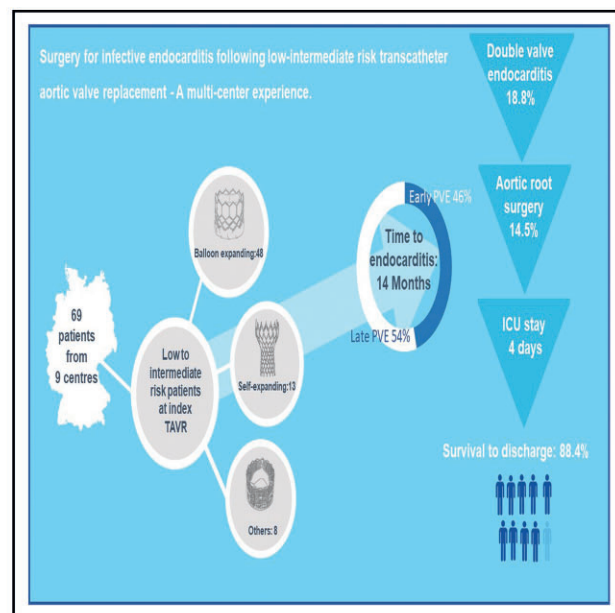 Surgery for infective endocarditis following low-intermediate risk transcatheter
aortic valve replacement - A multi-center experience.
69
patients
from
9 centres
Low to
intermediate
risk patients
at index
TAVR
Balloon expanding:48
Self-expanding:13
Others: 8
Early PVE 46%
Time to
endocarditis:
14 Months
Late PVE 54%
Double valve
endocarditis
18.8%
Aortic root
surgery
14.5%
ICU stay
4 days
Survival to discharge: 88.4%